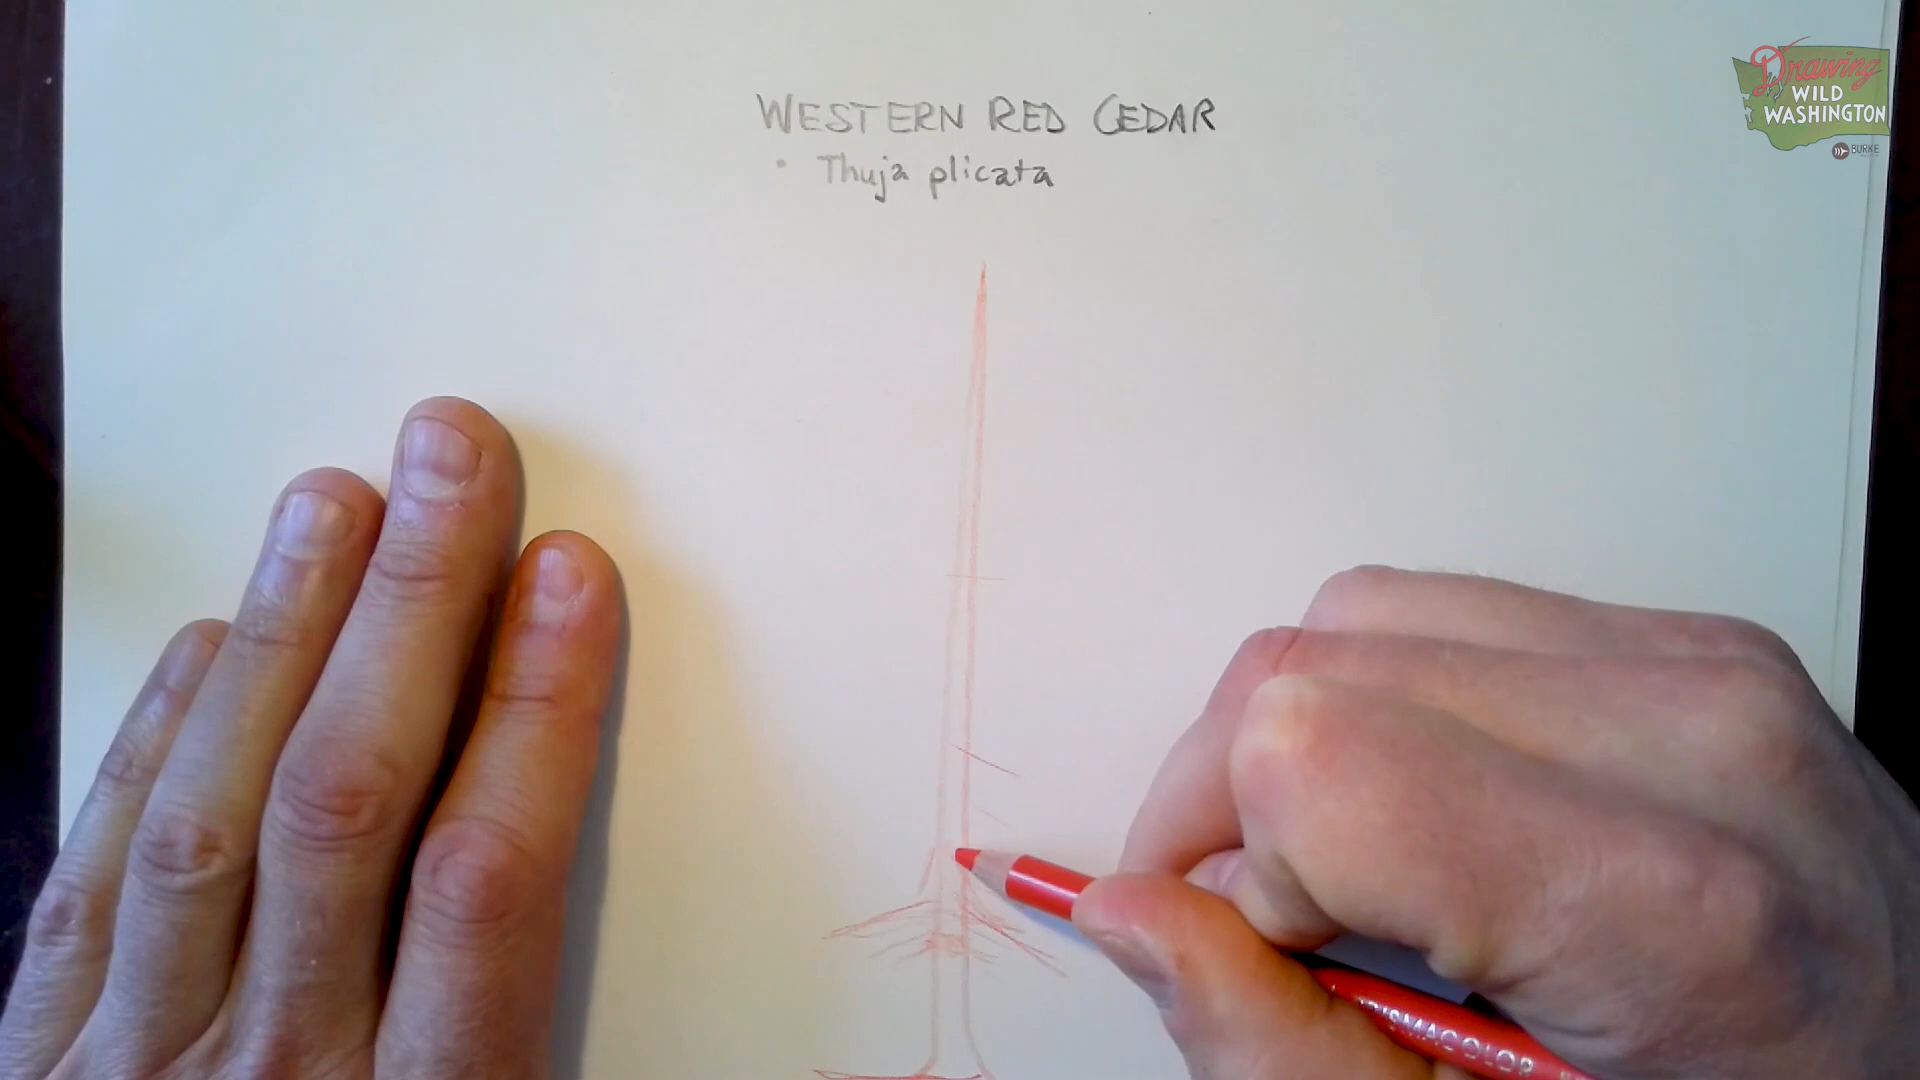 WESTERN RED CEDAR
• Thuja plicata
Drawing
WILD
WASHINGTON
BURKE
PRISMACOLOR